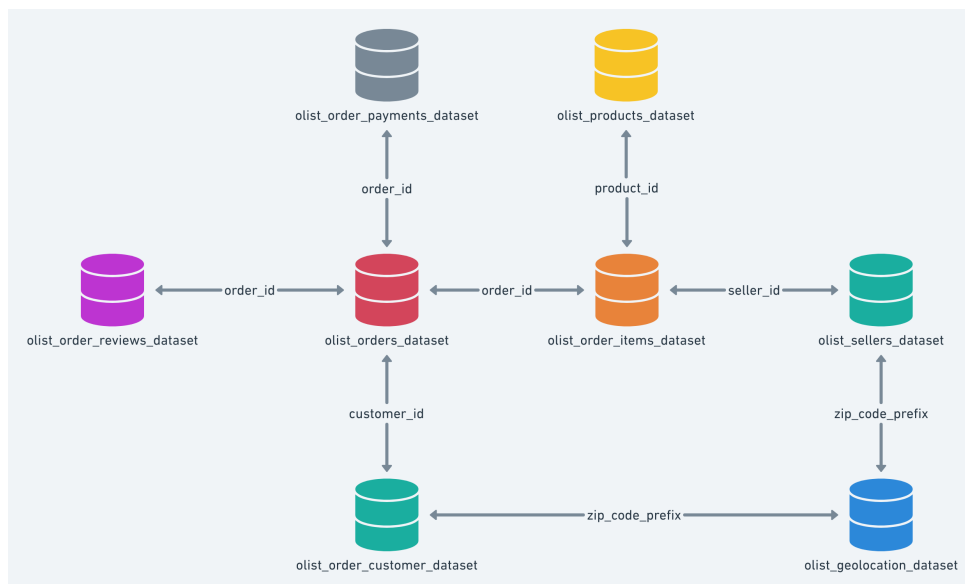 olist_order_payments_dataset
olist_products_dataset
order_id
product_id
order_id
order_id
seller_id
olist_order_reviews_dataset
olist_orders_dataset
olist_order_items_dataset
olist_sellers_dataset
customer_id
zip_code_prefix
zip_code_prefix
olist_order_customer_dataset
olist_geolocation_dataset